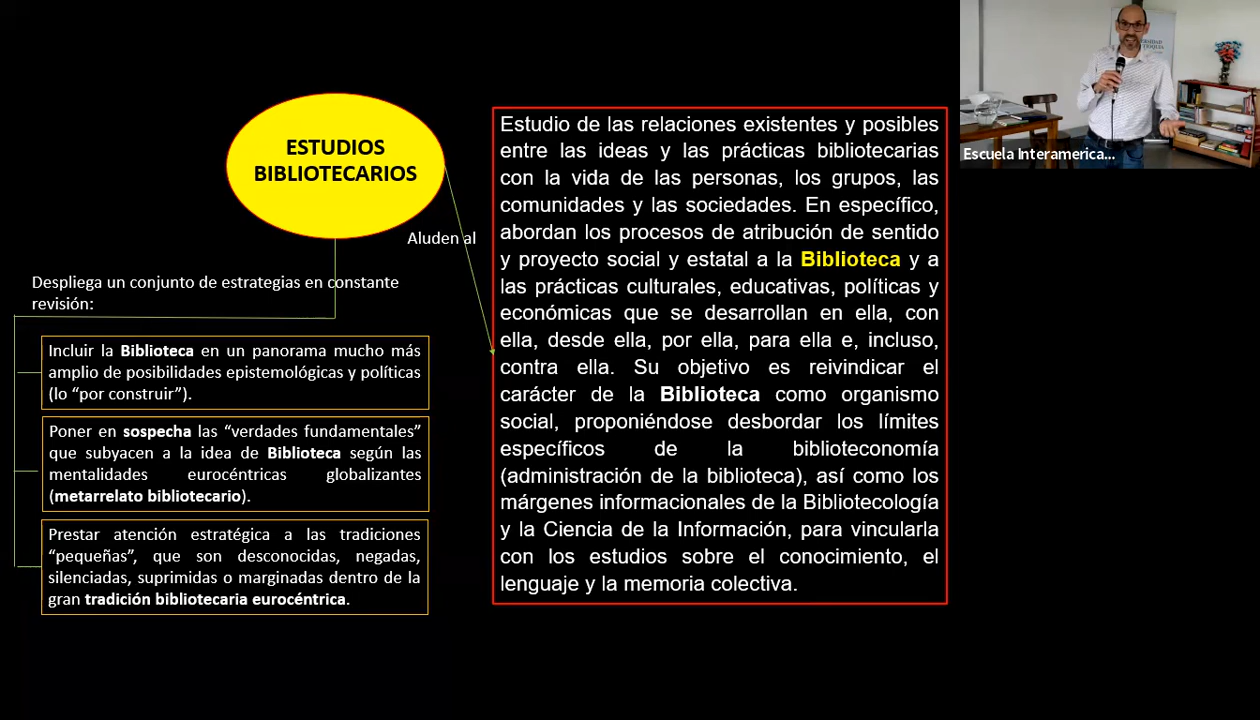 ESTUDIOS
BIBLIOTECARIOS
Aluden al
Despliega un conjunto de estrategias en constante
revisión:
Incluir la Biblioteca en un panorama mucho más
amplio de posibilidades epistemológicas y políticas
(lo “por construir”).
Poner en sospecha las “verdades fundamentales”
que subyacen a la idea de Biblioteca según las
mentalidades eurocéntricas globalizantes
(metarrelato bibliotecario).
Prestar atención estratégica a las tradiciones
“pequeñas”, que son desconocidas, negadas,
silenciadas, suprimidas o marginadas dentro de la
gran tradición bibliotecaria eurocéntrica.
Estudio de las relaciones existentes y posibles
entre las ideas y las prácticas bibliotecarias
con la vida de las personas, los grupos, las
comunidades y las sociedades. En específico,
abordan los procesos de atribución de sentido
y proyecto social y estatal a la Biblioteca y a
las prácticas culturales, educativas, políticas y
económicas que se desarrollan en ella, con
ella, desde ella, por ella, para ella e, incluso,
contra ella. Su objetivo es reivindicar el
carácter de la Biblioteca como organismo
social, proponiéndose desbordar los límites
específicos de la biblioteconomía
(administración de la biblioteca), así como los
márgenes informacionales de la Bibliotecología
y la Ciencia de la Información, para vincularla
con los estudios sobre el conocimiento, el
lenguaje y la memoria colectiva.
Escuela Interamerica...